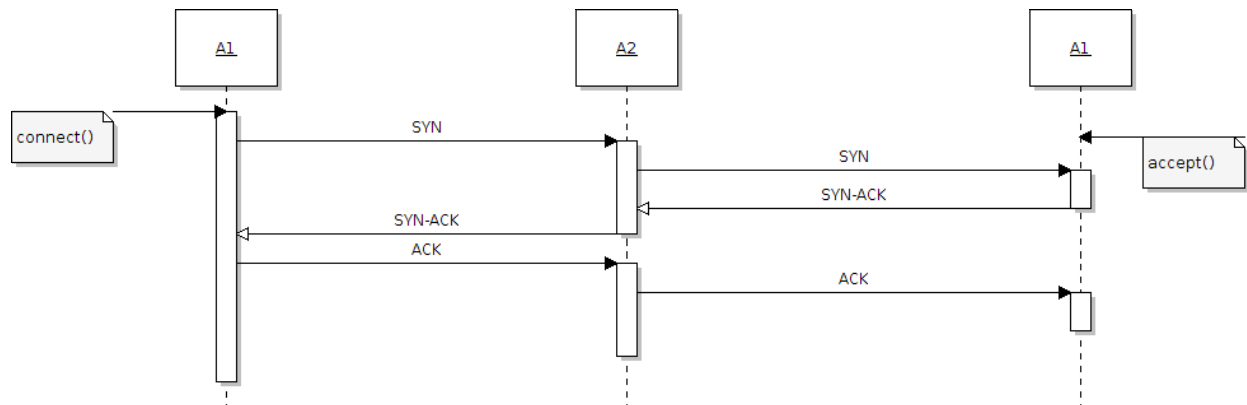 A1
A2
A1
connect()
SYN
accept()
SYN
SYN-ACK
SYN-ACK
ACK
ACK